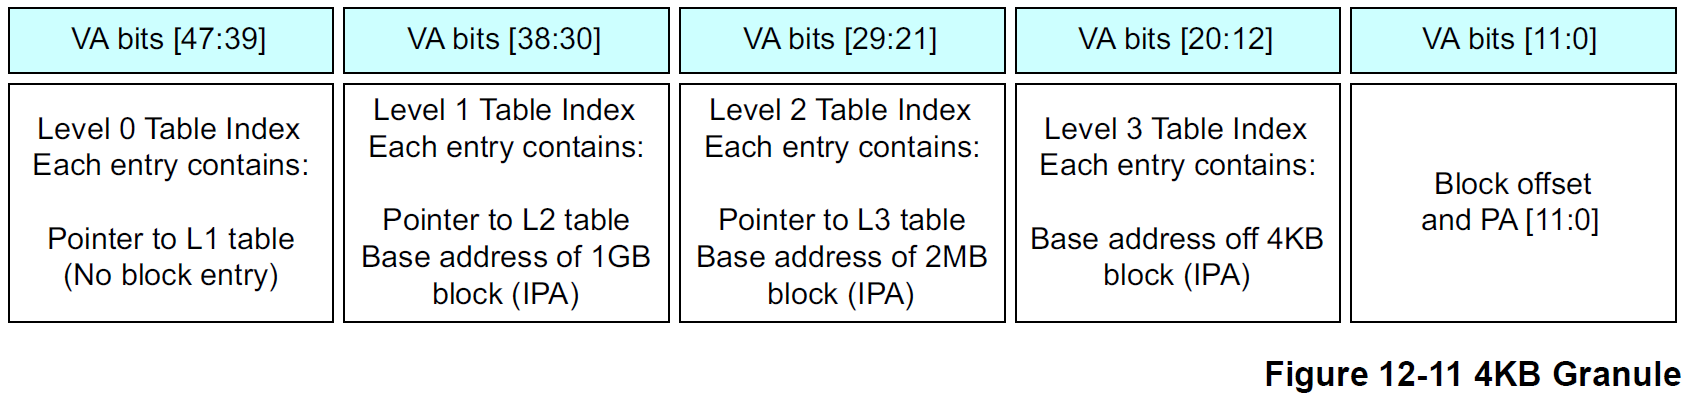 VA bits [47:39]
VA bits [38:30]
VA bits [29:21]
VA bits [20:12]
VA bits [11:0]
Level 0 Table Index
Each entry contains:
Pointer to L1 table
(No block entry)
Level 1 Table Index
Each entry contains:
Pointer to L2 table
Base address of 1GB
block (IPA)
Level 2 Table Index
Each entry contains:
Pointer to L3 table
Base address of 2MB
block (IPA)
Level 3 Table Index
Each entry contains:
Base address off 4KB
block (IPA)
Block offset
and PA [11:0]
Figure 12-11 4KB Granule